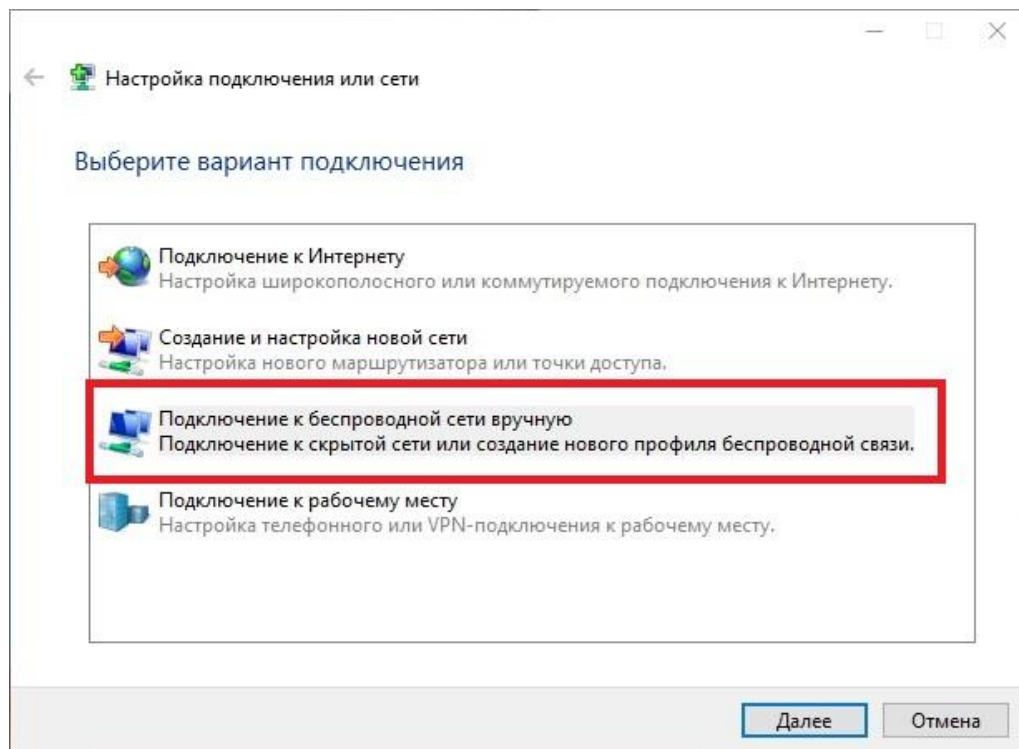 Настройка подключения или сети
Выберите вариант подключения
Подключение к Интернету
Настройка широкополосного или коммутируемого подключения к Интернету.
Создание и настройка новой сети
Настройка нового маршрутизатора или точки доступа.
Подключение к беспроводной сети вручную
Подключение к скрытой сети или создание нового профиля беспроводной связи.
Подключение к рабочему месту
Настройка телефонного или VPN-подключения к рабочему месту.
Далее
Отмена